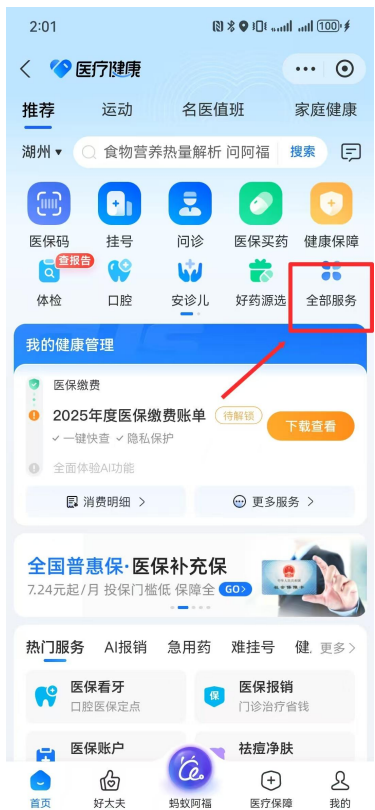 2:01
100
医疗健康
推荐 运动 名医值班 家庭健康
湖州 食物营养热量解析 问阿福 搜索
医保码 挂号 问诊 医保买药 健康保障
查报告
体检 口腔 安诊儿 好药源选 全部服务
我的健康管理
医保缴费
2025年度医保缴费账单 待解锁
下载查看
一键快查 隐私保护
全面体验AI功能
消费明细 > 更多服务 >
全国普惠保·医保补充保
7.24元起/月 投保门槛低 保障全 GO>
热门服务 AI报销 急用药 难挂号 健 更多>
医保看牙 医保报销
口腔医保定点 门诊治疗省钱
保
医保账户 祛痘净肤
首页 好大夫 蚂蚁阿福 医疗保障 我的